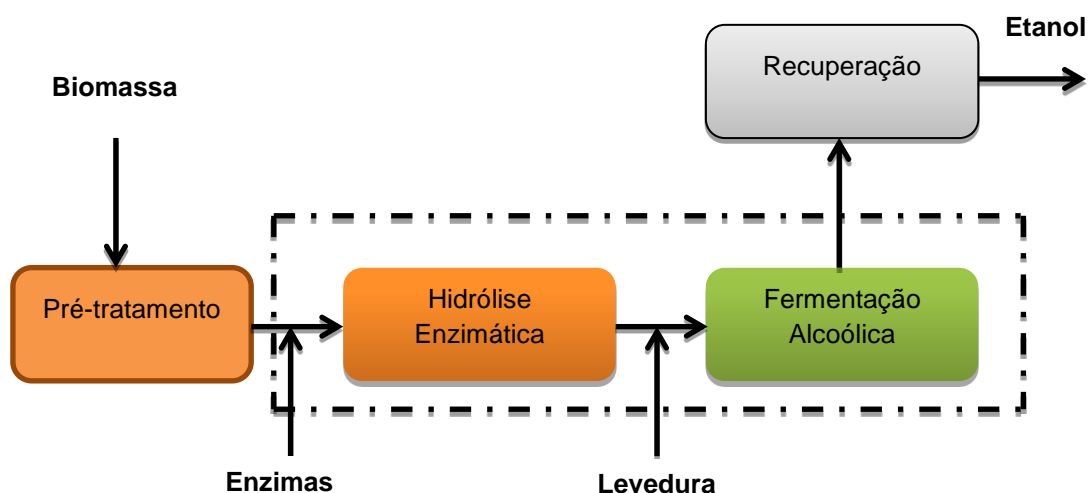 Biomassa
Pré-tratamento
Enzimas
Hidrólise
Enzimática
Levedura
Fermentação
Alcoólica
Recuperação
Etanol